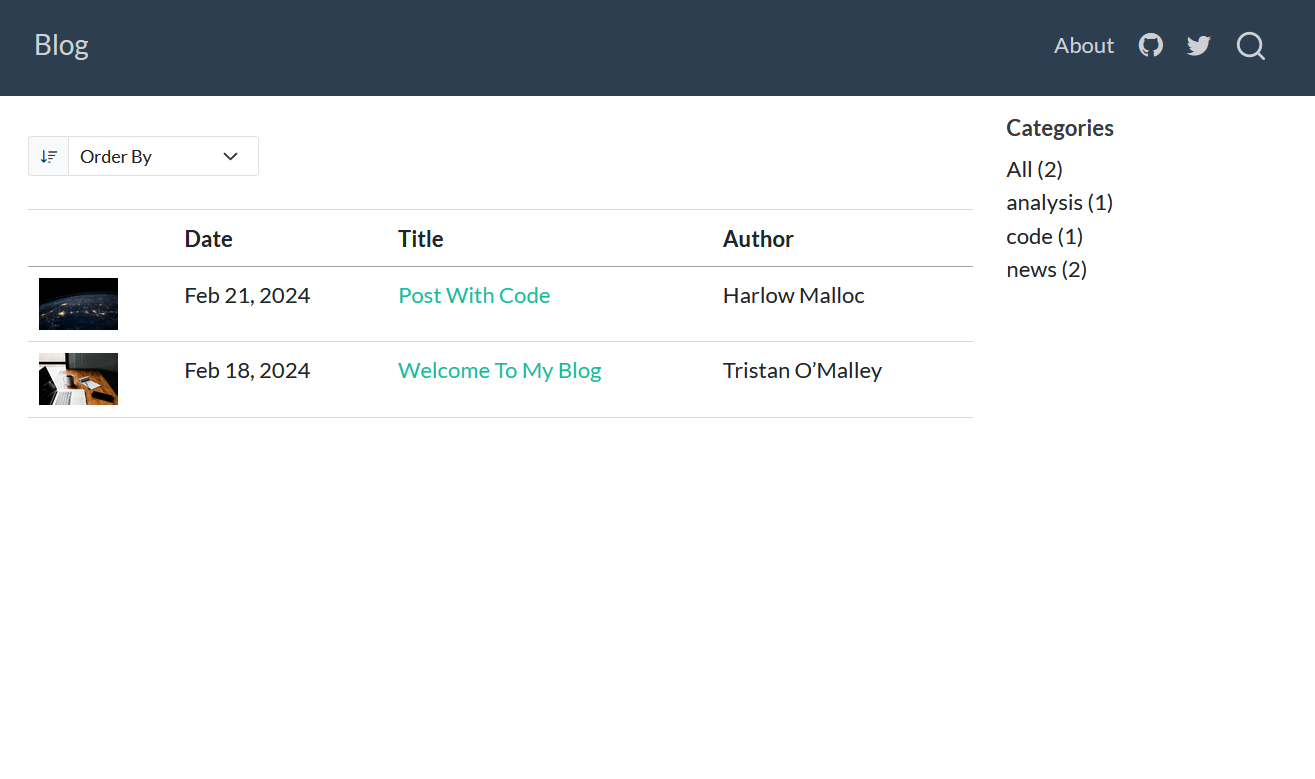 Blog
About
Order By
Categories
All (2)
analysis (1)
code (1)
news (2)
Date Title Author
Feb 21, 2024 Post With Code Harlow Malloc
Feb 18, 2024 Welcome To My Blog Tristan O’Malley